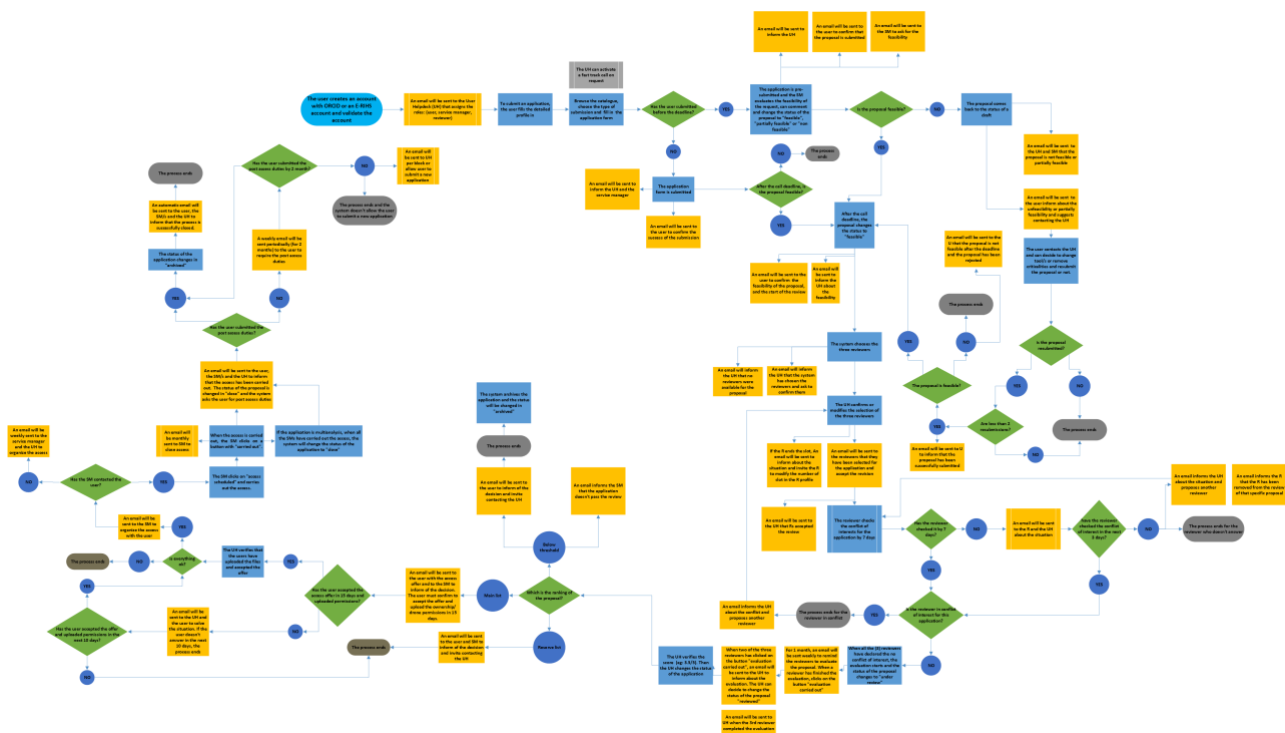 An email will be sent to
inform the UH
An email will be sent to
the user to confirm that
the proposal is submitted
An email will be sent to
the SM to ask for the
feasibility
The UH can activate
a fast track call on
request
The user creates an account
with ORCID or an E-RIHS
account and validate the
account
An email will be sent to the User
Helpdesk (UH) that assigns the
roles: (user, service manager,
reviewer)
To submit an application,
the user fills the detailed
profile in
Browse the catalogue,
choose the type of
submission and fill in the
application form.
Has the user submitted
before the deadline?
YES
The application is pre-
submitted and the SM
evaluates the feasibility of
the request, can comment
and change the status of
the proposal to "feasible",
"partially feasible" or "non
feasible"
Is the proposal feasible?
NO
The proposal comes
back to the status of a
draft
An email will be sent to
the UH and SM that the
proposal is not feasible or
partially feasible
NO
YES
NO
The process
ends
An email will be sent to
inform the UH and the
service manager
The application
form is submitted
After the call deadline, is
the proposal feasible?
YES
An email will be sent to
the user to confirm the
success of the submission
After the call
deadline, the
proposal changes
the status to
"feasible"
An email will be sent to
the user inform about the
unfeasibility or partially
feasibility and suggests
contacting the UH
The user contacts the UH
and can decide to change
An email will be sent to the
U that the proposal is not
feasible after the deadline
and the proposal has been
rejected
An email will be sent to the
user to confirm the
feasibility of the proposal,
and the start of the review
An email will be
sent to
inform the
UH about
the
feasibility
The process
ends
Is the proposal
resubmitted?
YES
NO
YES
NO
The proposal is feasible?
Are less than 2
resubmissions?
YES
NO
The process ends
An email will be sent to U
to inform that the
proposal has been
successfully submitted
The system chooses the
three reviewers
An email will inform
the UH that no
reviewers were
available for the
proposal
An email will inform
the UH that the system
has chosen the
reviewers and ask to
confirm them
The UH confirms or
modifies the selection of
the three reviewers
If the R ends the slot, An
email will be sent to
inform about the
situation and invite the R
to modify the number of
slot in the R profile
An email will be sent to
the reviewers that they
have been selected for
the application and
accept the revision
An email will be sent to
the UH that Rs accepted
the review
The reviewer checks
the conflict of
interests for the
application by 7 days
Has the reviewer
checked it by 7
days?
NO
An email will be sent
to the R and the UH
about the situation
Have the reviewer
checked the conflict
of interest in the next
3 days?
NO
An email informs the UH
about the situation and
proposes another
reviewer
An email informs the R
that the R has been
removed from the review
of that specific proposal
The process ends for the
reviewer who doesn't answer
YES
YES
Is the reviewer in conflict
of interest for this
application?
YES
The process ends for the
reviewer in conflict
An email informs the UH
about the conflict and
proposes another
reviewer
NO
When all the (3) reviewers
have declared the no
conflict of interest, the
evaluation starts and the
status of the proposal
changes to "under
review"
For 1 month, an email will
be sent weekly to remind
the reviewers to evaluate
the proposal. When a
reviewer has finished the
evaluation, clicks on the
button "evaluation
carried out"
When two of the three
reviewers has clicked on
the button "evaluation
carried out", an email will
be sent to the UH to
inform about the
evaluation. The UH can
decide to change the
status of the proposal
"reviewed"
An email will be sent to
UH when the 3rd reviewer
completed the evaluation
The UH verifies the
Then
the UH changes the status
of the application
Which is the ranking of
the proposal?
Below
threshold
Main list
Reserve list
An email informs the SM
that the application
doesn't pass the review
An email will be sent to
the user to inform of the
decision and invite
contacting the UH
The process ends
The system archives the
application and the status
will be changed in
"archived"
An email will be sent to
the user with the access
offer and to the SM to
inform of the decision.
The user must confirm to
accept the offer and
upload the ownership/
drone permissions in 15
days.
An email will be sent to
the user and SM to
inform of the decision
and invite contacting the
UH
The process ends
Has the user accepted the
access offer in 15 days and
uploaded permissions?
YES
NO
The UH verifies that
the users have
uploaded the files
and accepted the
offer
Is everything
ok?
YES
NO
The process ends
An email will be
sent to the UH and the
user to solve the
situation. If the user
doesn't
answer in the next
10 days, the
process ends
Has the user accepted the offer
and uploaded permissions in the
next 10 days?
YES
NO
An email will be
sent to the SM to
organise the access
with the user
Has the SM contacted the
user?
NO
YES
An email will be
weekly sent to the
service manager
and the UH to
organise the access
The SM clicks on "access
scheduled" and carries
out the access.
When the access is carried
out, the SM clicks on a
button with "carried out".
An email will
be monthly
sent to SM to
close access
If the application is multianalysis, when all
the SMs have carried out the access, the
system will change the status of the
application to "done"
An email will be sent to the user,
the SM/s and the UH to inform
that the access has been carried
out. The status of the proposal is
changed in "done" and the system
asks the user for post access duties
Has the user submitted the
post access duties?
YES
NO
The status of the
application changes in
"archived"
An automatic email will
be sent to the user, the
SM/s and the UH to
inform that the process is
successfully closed.
The process ends
A weekly email will be
sent periodically (for 2
months) to the user to
require the post access
duties
Has the user submitted the
post access duties by 2 month?
NO
An email will
be sent to UH
per block or
allow user to
submit a new
application
The process ends and the
system doesn't allow the user
to submit a new application